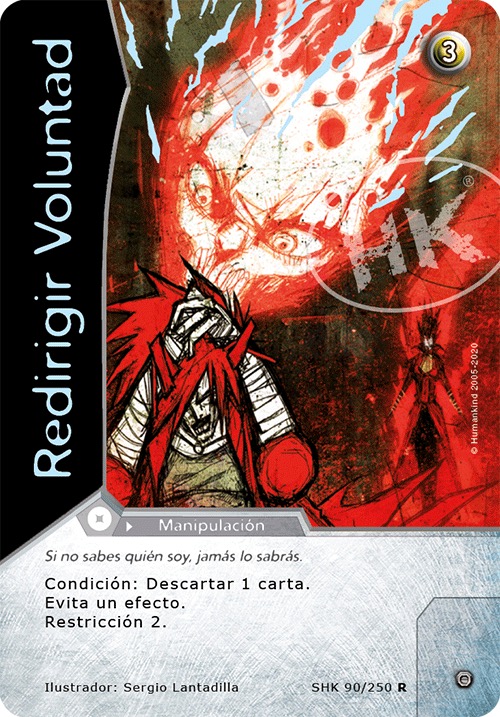 Redirigir Voluntad
3
HK®
© Humankind 2005-2020
Manipulación
Si no sabes quién soy, jamás lo sabrás.
Condición: Descartar 1 carta.
Evita un efecto.
Restricción 2.
Ilustrador: Sergio Lantadilla
SHK 90/250 R